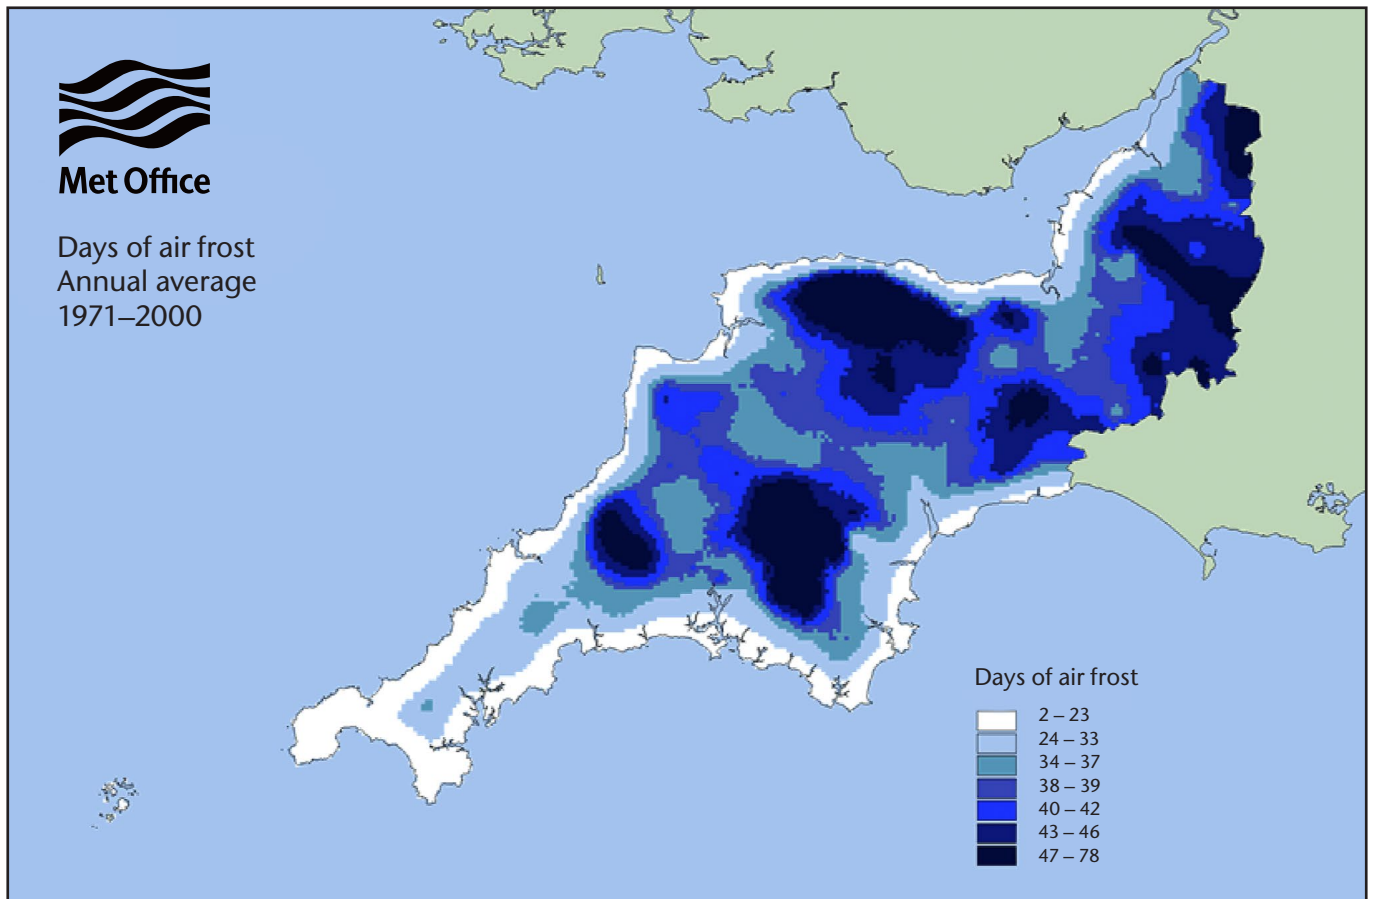 Met Office
Days of air frost
Annual average
1971–2000
Days of air frost
2 – 23
24 – 33
34 – 37
38 – 39
40 – 42
43 – 46
47 – 78